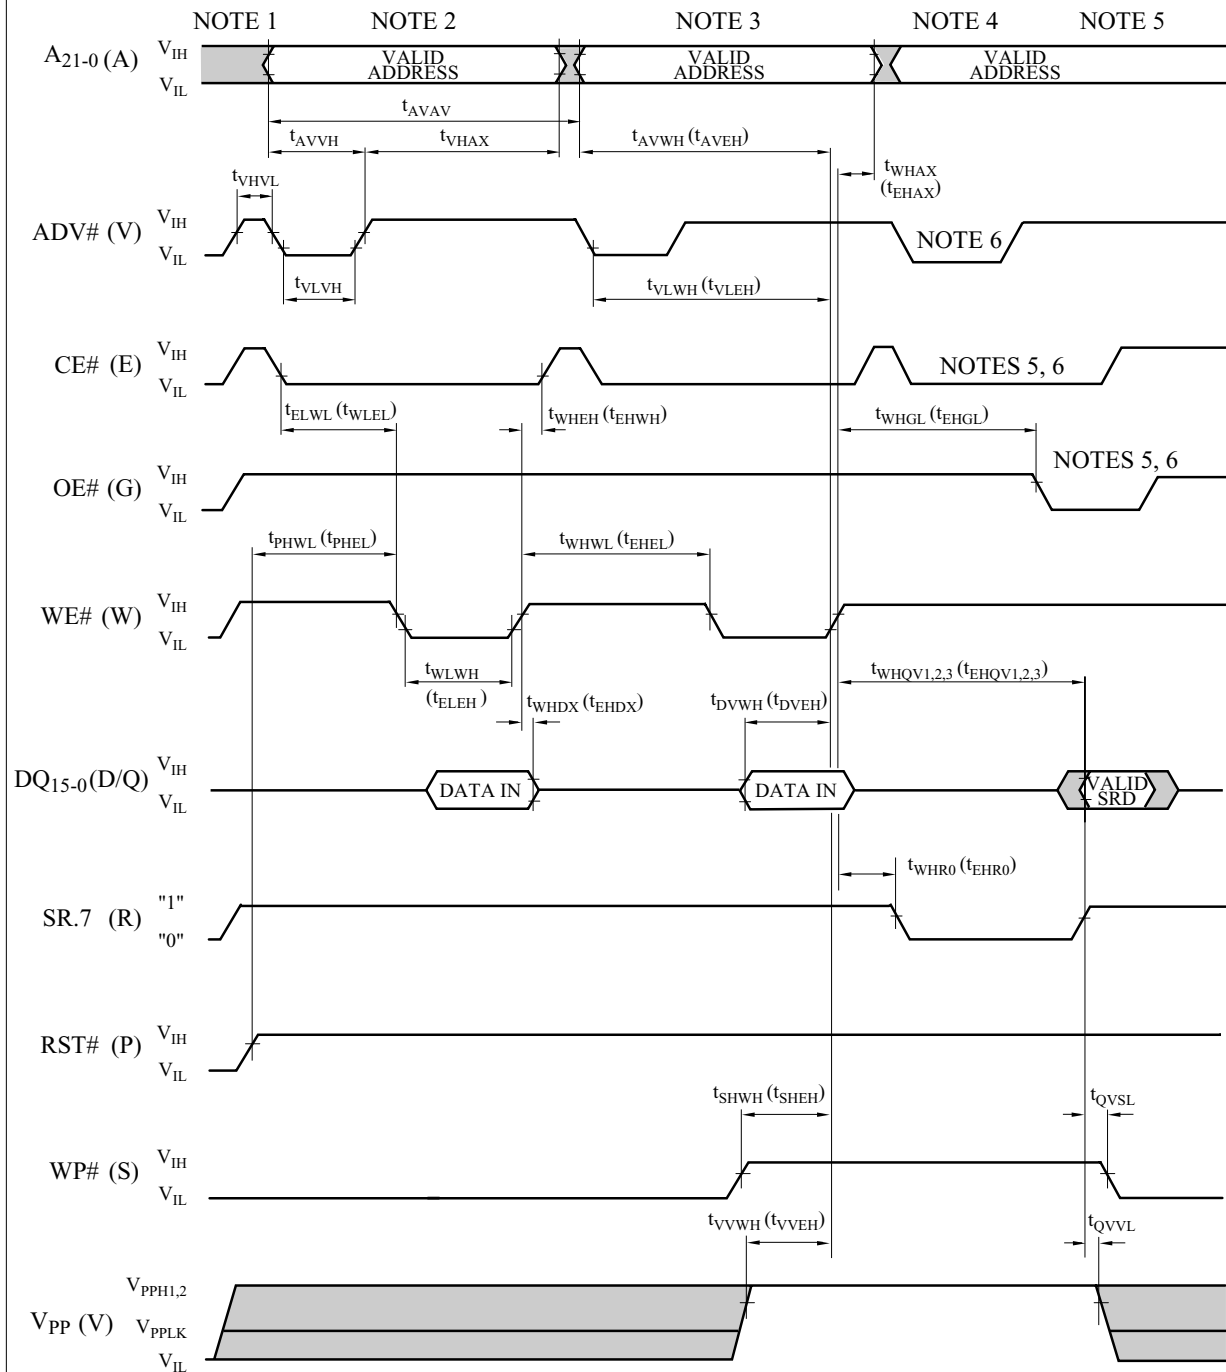 NOTE 1 NOTE 2 NOTE 3 NOTE 4 NOTE 5
A21-0 (A) VIH VALID ADDRESS VALID ADDRESS VALID ADDRESS
VIL
tAVAV
tAVVH tVHAX tAVWH (tAVEH)
tWHAX
(tEHAX)
tVHVL
ADV# (V) VIH
VIL NOTE 6
tVLVH tVLWH (tVLEH)
CE# (E) VIH
VIL NOTES 5, 6
tELWL (tWLEL) tWHEH (tEHWH) tWHGL (tEHGL)
OE# (G) VIH NOTES 5, 6
VIL
tPHWL (tPHEL) tWHWL (tEHEL)
WE# (W) VIH
VIL
tWLWH
(tELEH) tWHDX (tEHDX) tDVWH (tDVEH) tWHQV1,2,3 (tEHQV1,2,3)
DQ15-0(D/Q) VIH
VIL DATA IN DATA IN VALID SRD
tWHR0 (tEHR0)
SR.7 (R) "1"
"0"
RST# (P) VIH
VIL
tSHWH (tSHEH) tQVSL
WP# (S) VIH
VIL
tVVWH (tVVEH) tQVVL
VPP (V) VPPH1,2
VPPLK
VIL